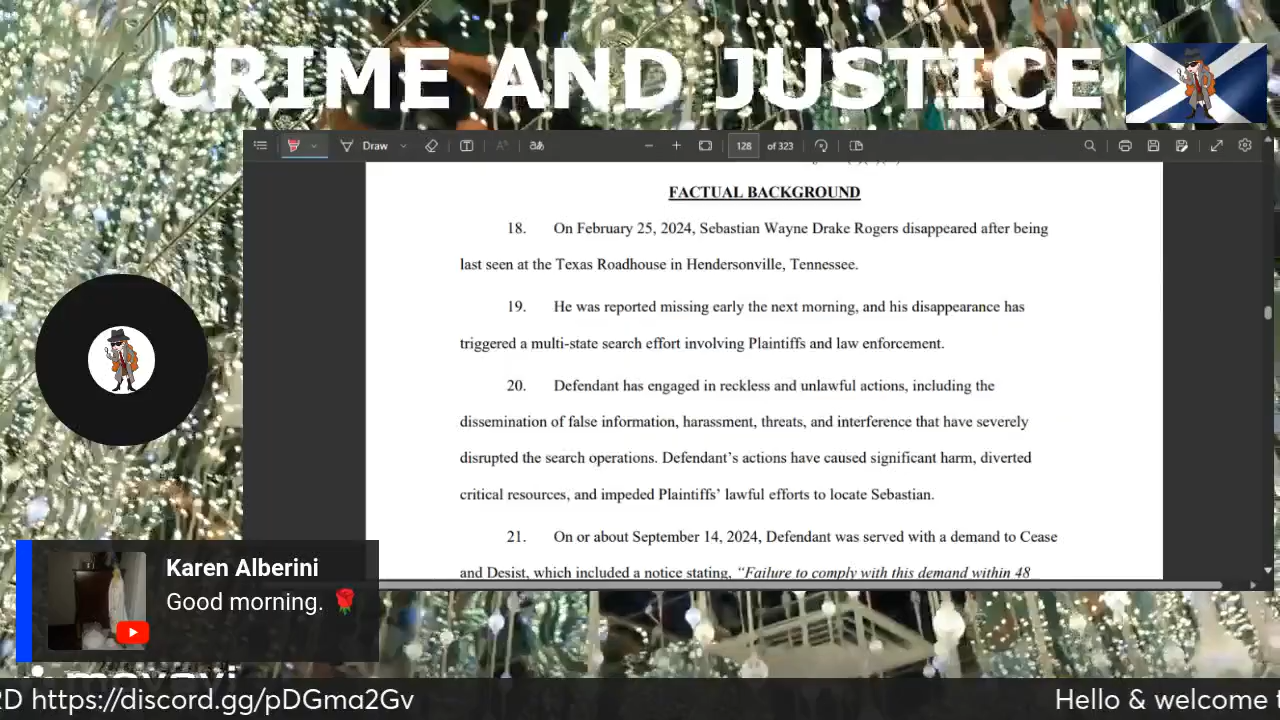 CRIME AND JUSTICE
Draw
128 of 323
FACTUAL BACKGROUND
18. On February 25, 2024, Sebastian Wayne Drake Rogers disappeared after being
last seen at the Texas Roadhouse in Hendersonville, Tennessee.
19. He was reported missing early the next morning, and his disappearance has
triggered a multi-state search effort involving Plaintiffs and law enforcement.
20. Defendant has engaged in reckless and unlawful actions, including the
dissemination of false information, harassment, threats, and interference that have severely
disrupted the search operations. Defendant’s actions have caused significant harm, diverted
critical resources, and impeded Plaintiffs’ lawful efforts to locate Sebastian.
21. On or about September 14, 2024, Defendant was served with a demand to Cease
and Desist, which included a notice stating, “Failure to comply with this demand within 48
Karen Alberini
Good morning. 🌹
RD https://discord.gg/pDGma2Gv
Hello & welcome t